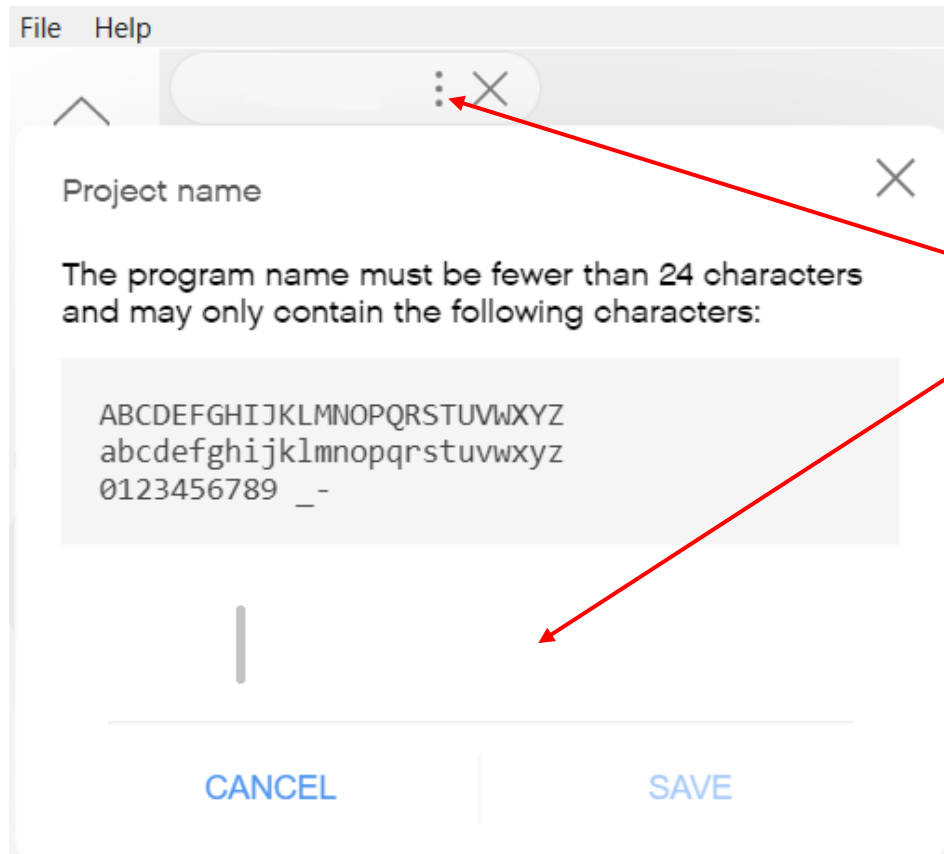 File Help
Project name
The program name must be fewer than 24 characters
and may only contain the following characters:
ABCDEFGHIJKLMNOPQRSTUVWXYZ
abcdefghijklmnopqrstuvwxyz
0123456789 _-
CANCEL SAVE